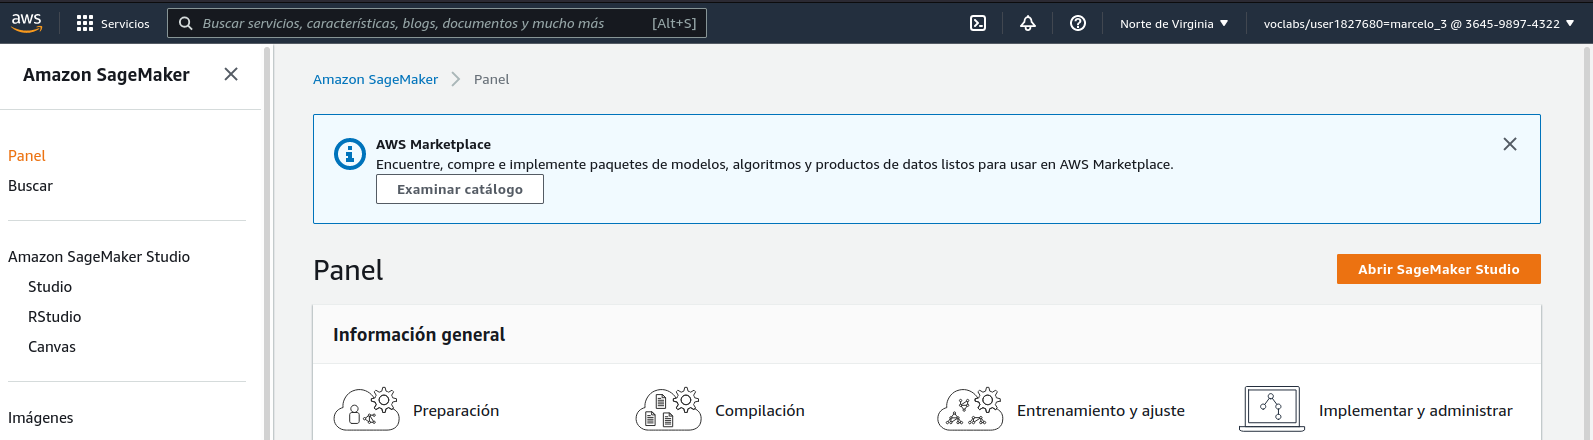 aws
Servicios
Buscar servicios, características, blogs, documentos y mucho más [Alt+S]
Norte de Virginia
voclabs/user1827680=marcelo_3 @ 3645-9897-4322
Amazon SageMaker
Panel
Buscar
Amazon SageMaker Studio
Studio
RStudio
Canvas
Imágenes
Amazon SageMaker
Panel
AWS Marketplace
Encuentre, compre e implemente paquetes de modelos, algoritmos y productos de datos listos para usar en AWS Marketplace.
Examinar catálogo
Panel
Abrir SageMaker Studio
Información general
Preparación
Compilación
Entrenamiento y ajuste
Implementar y administrar